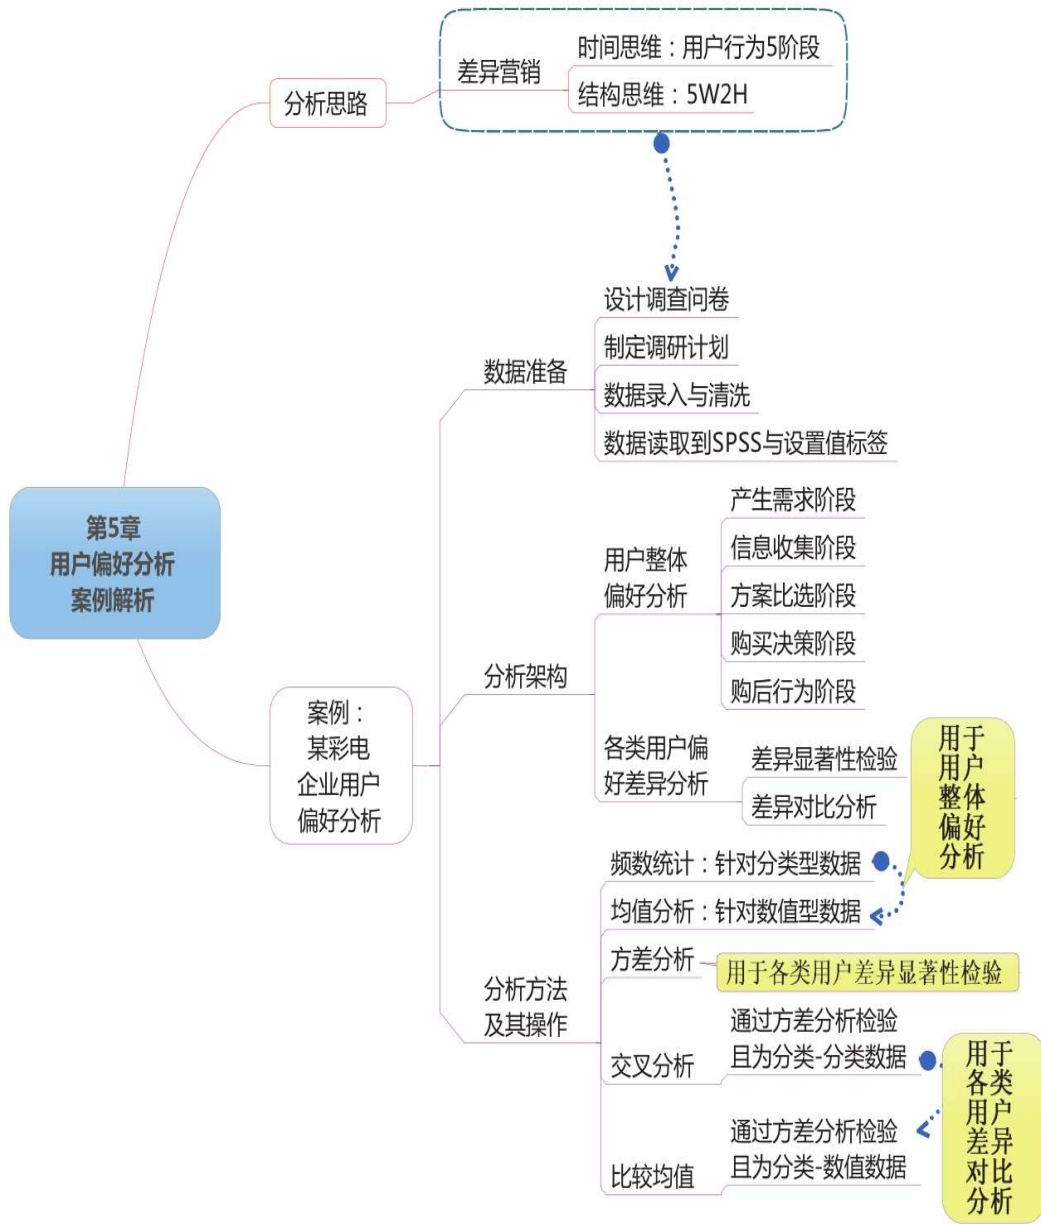 差异营销
时间思维：用户行为5阶段
结构思维：5W2H
分析思路
设计调查问卷
制定调研计划
数据准备
数据录入与清洗
数据读取到SPSS与设置值标签
第5章
用户偏好分析
案例解析
产生需求阶段
信息收集阶段
用户整体
偏好分析
方案比选阶段
购买决策阶段
购后行为阶段
分析架构
案例：
某彩电
企业用户
偏好分析
各类用户偏
好差异分析
差异显著性检验
差异对比分析
用于
用户
整体
偏好
分析
频数统计：针对分类型数据
均值分析：针对数值型数据
方差分析
用于各类用户差异显著性检验
分析方法
及其操作
交叉分析
通过方差分析检验
且为分类-分类数据
比较均值
通过方差分析检验
且为分类-数值数据
用于
各类
用户
差异
对比
分析